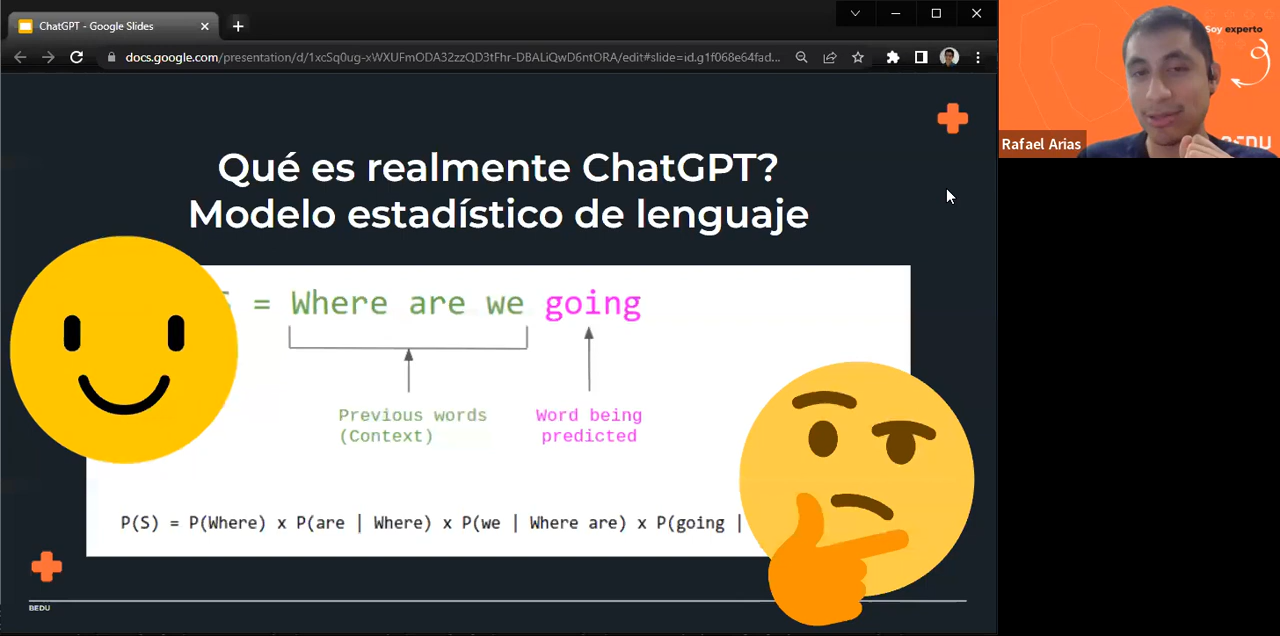 ChatGPT - Google Slides
docs.google.com/presentation/d/1xcSq0ug-xWXUFmODA32zzQD3tFhr-DBALiQwD6ntORA/edit#slide=id.g1f068e64fad...
Soy experto
BEDU
Rafael Arias
Qué es realmente ChatGPT?
Modelo estadístico de lenguaje
S = Where are we going
Previous words
(Context)
Word being
predicted
P(S) = P(Where) x P(are | Where) x P(we | Where are) x P(going |
BEDU